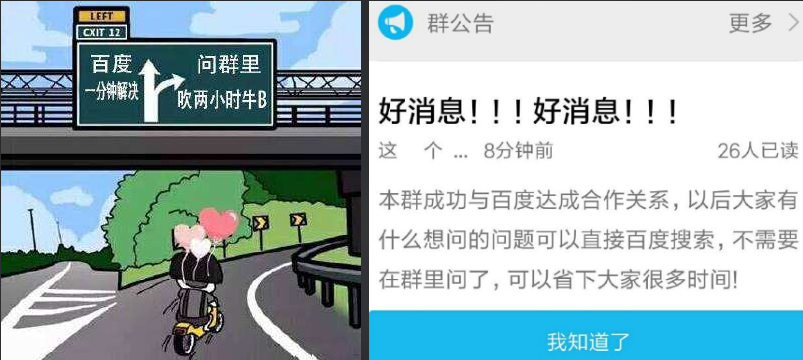 LEFT
EXIT 12
百度
一分钟解决
问群里
吹两小时牛B
群公告
更多
好消息！！！好消息！！！
这 个 ... 8分钟前
26人已读
本群成功与百度达成合作关系，以后大家有
什么想问的问题可以直接百度搜索，不需要
在群里问了，可以省下大家很多时间！
我知道了